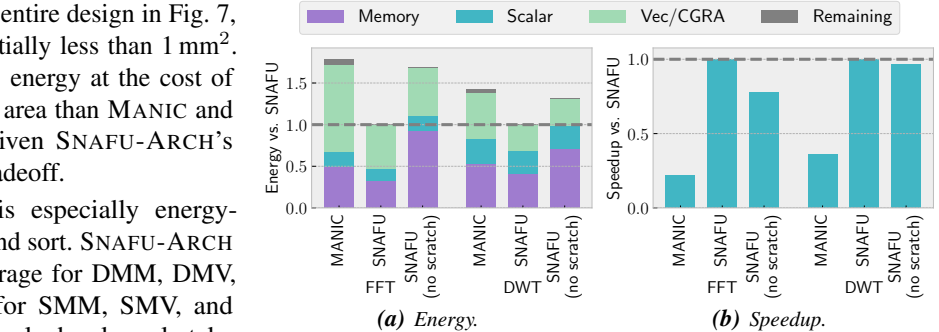 entire design in Fig. 7,
tially less than 1 mm².
energy at the cost of
area than MANIC and
iven SNAFU-ARCH's
adeoff.
is especially energy-
nd sort. SNAFU-ARCH
rage for DMM, DMV,
for SMM, SMV, and
Memory Scalar Vec/CGRA Remaining
Energy vs. SNAFU
1.5
1.0
0.5
0.0
MANIC
SNAFU
SNAFU
(no scratch)
MANIC
SNAFU
SNAFU
(no scratch)
FFT DWT
(a) Energy.
Speedup vs. SNAFU
1.0
0.5
0.0
MANIC
SNAFU
SNAFU
(no scratch)
MANIC
SNAFU
SNAFU
(no scratch)
FFT DWT
(b) Speedup.